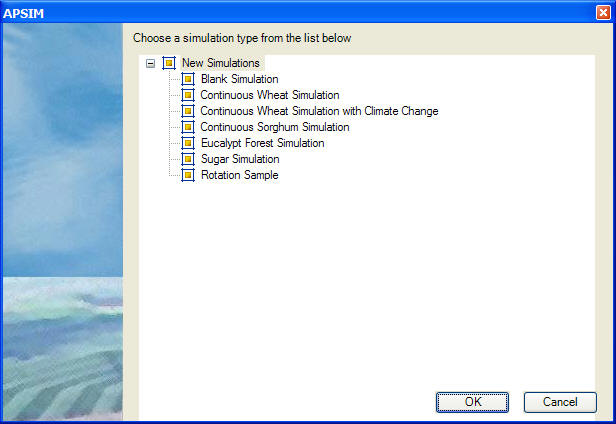 APSIM
Choose a simulation type from the list below
New Simulations
Blank Simulation
Continuous Wheat Simulation
Continuous Wheat Simulation with Climate Change
Continuous Sorghum Simulation
Eucalypt Forest Simulation
Sugar Simulation
Rotation Sample
OK Cancel